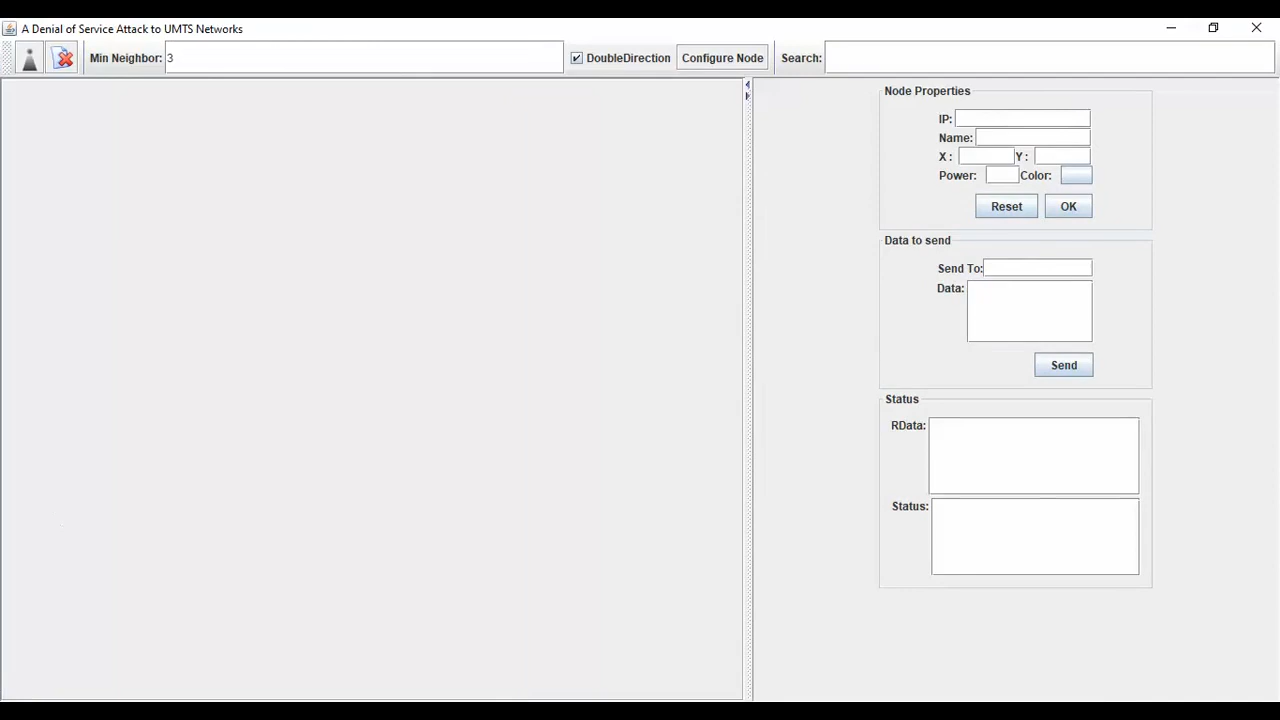 A Denial of Service Attack to UMTS Networks
Min Neighbor: 3 DoubleDirection Configure Node Search:
Node Properties
IP:
Name:
X : Y :
Power: Color:
Reset OK
Data to send
Send To:
Data:
Send
Status
RData:
Status: